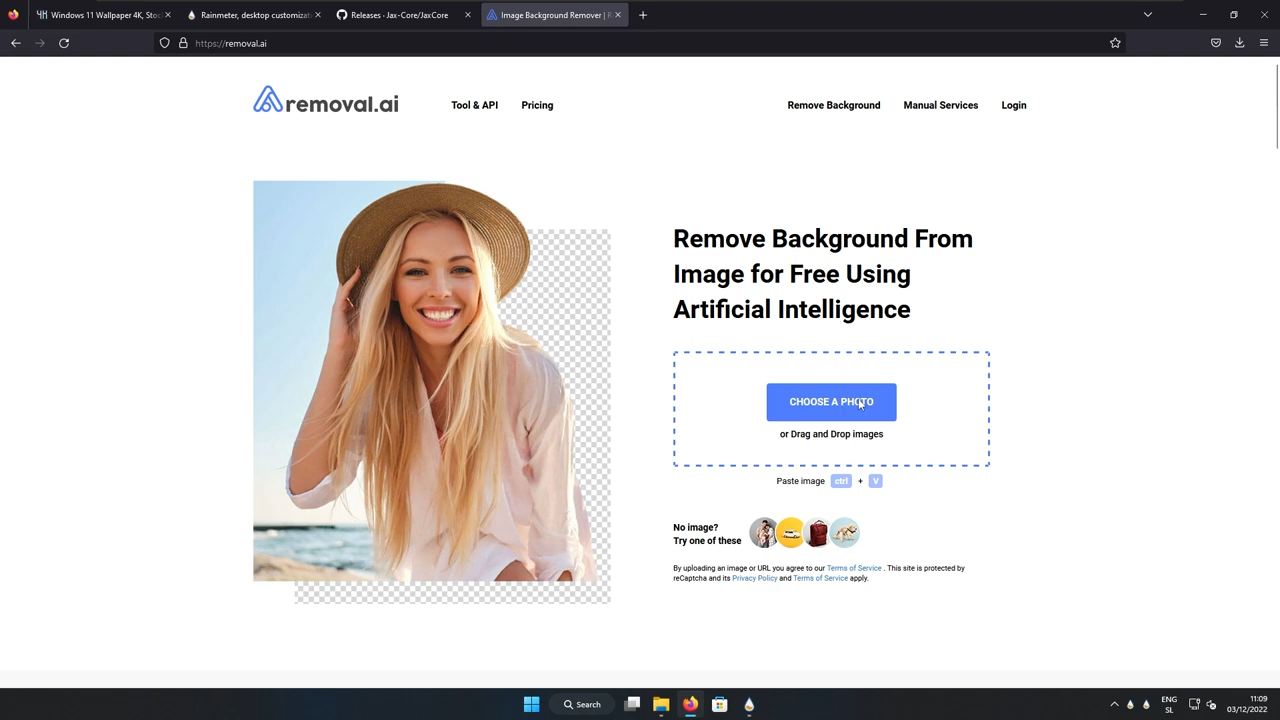 Windows 11 Wallpaper 4K, Stoc
Rainmeter, desktop customizati
Releases · Jax-Core/JaxCore
Image Background Remover | R
https://removal.ai
removal.ai
Tool & API
Pricing
Remove Background
Manual Services
Login
Remove Background From
Image for Free Using
Artificial Intelligence
CHOOSE A PHOTO
or Drag and Drop images
Paste image ctrl + V
No image?
Try one of these
By uploading an image or URL you agree to our Terms of Service . This site is protected by
reCaptcha and its Privacy Policy and Terms of Service apply.
Search
ENG
SL
11:09
03/12/2022